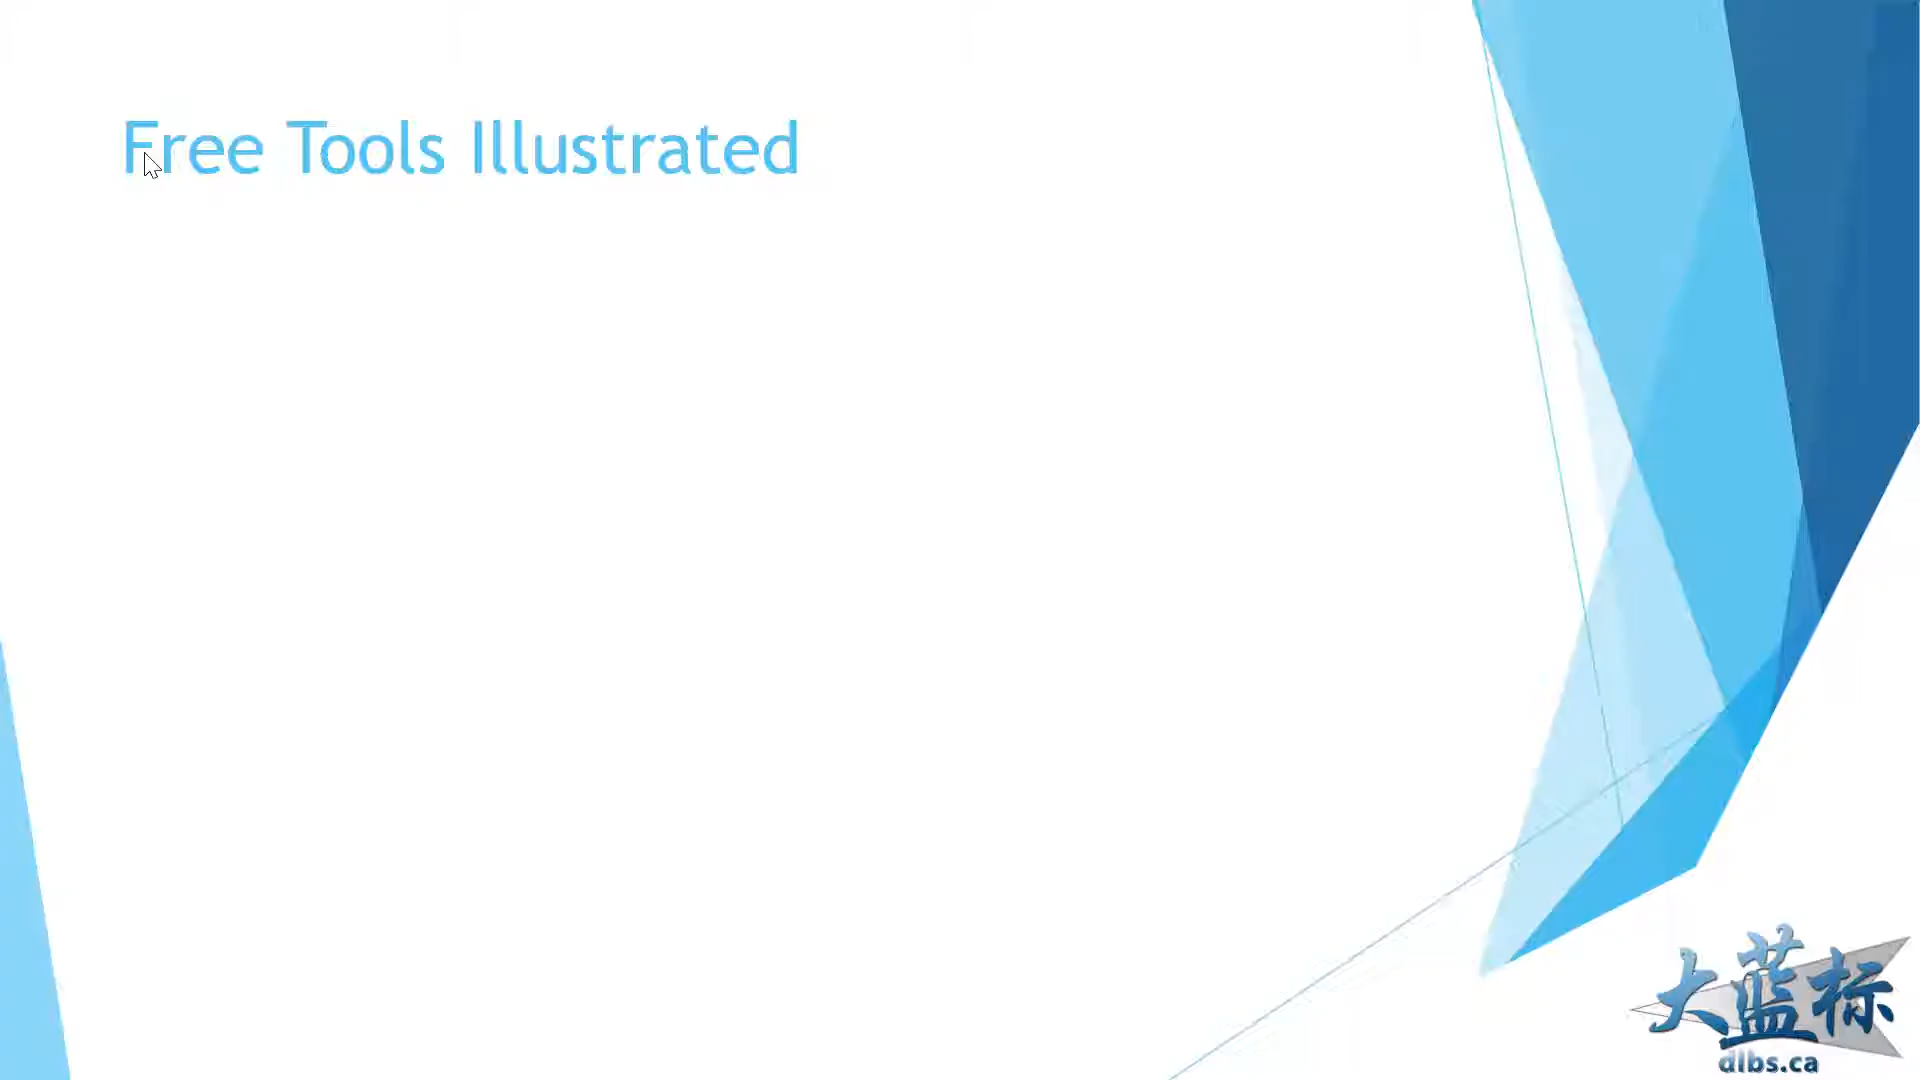 Free Tools Illustrated
大蓝标
dlbs.ca